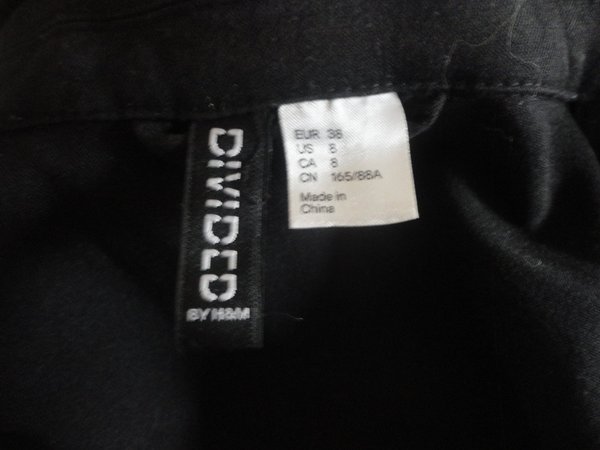 DIVIDED
BY H&M
EUR 38
US 8
CA 8
CN 165/88A
Made in
China